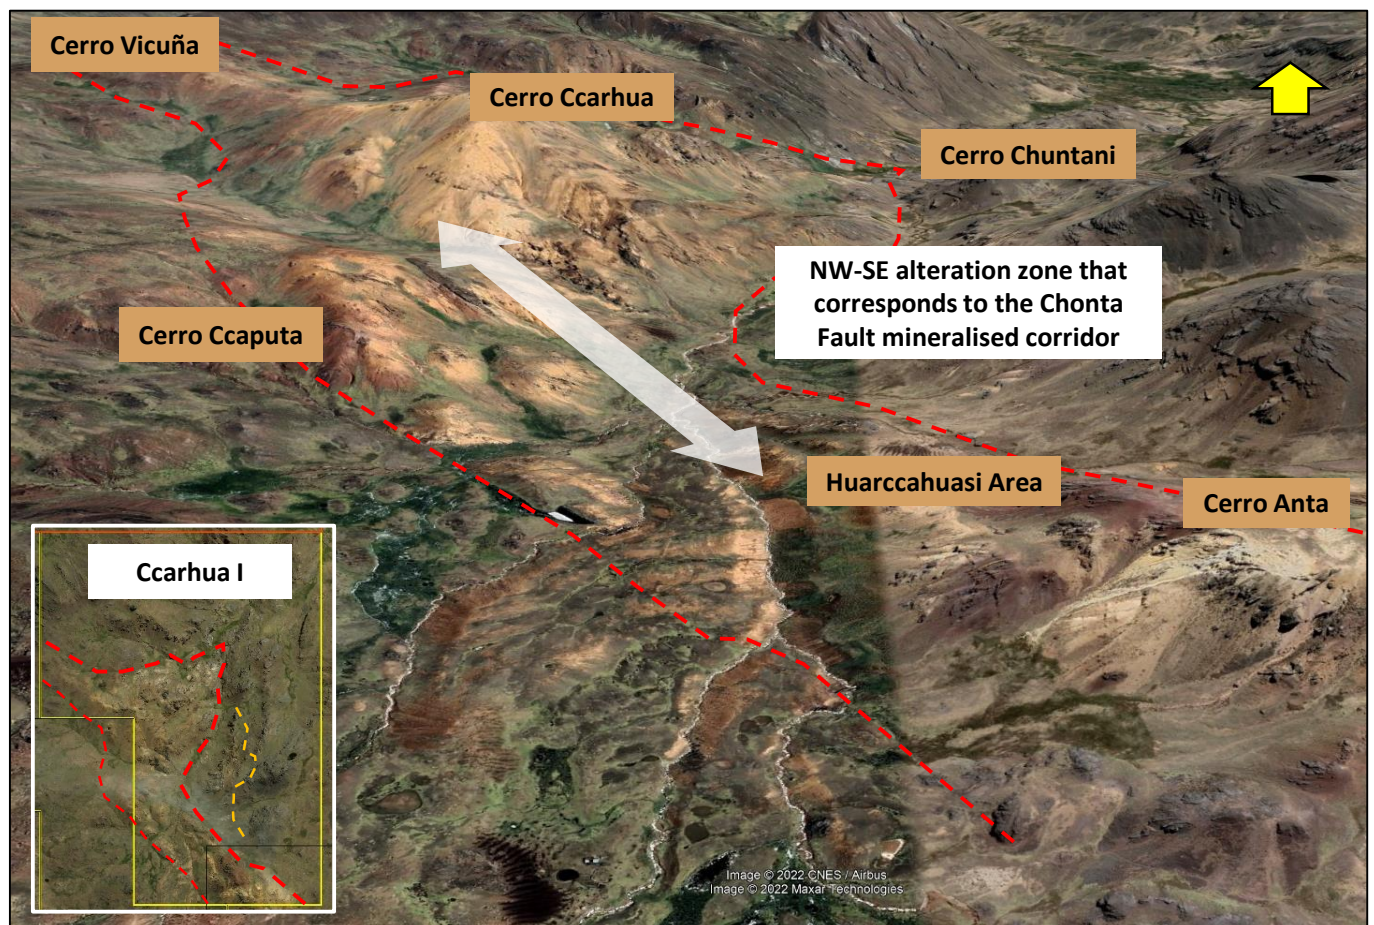 Cerro Vicuña
Cerro Ccarhua
Cerro Chuntani
NW-SE alteration zone that
corresponds to the Chonta
Fault mineralised corridor
Cerro Ccaputa
Huarccahuasi Area
Cerro Anta
Ccarhua I
Image © 2022 CNES / Airbus
Image © 2022 Maxar Technologies